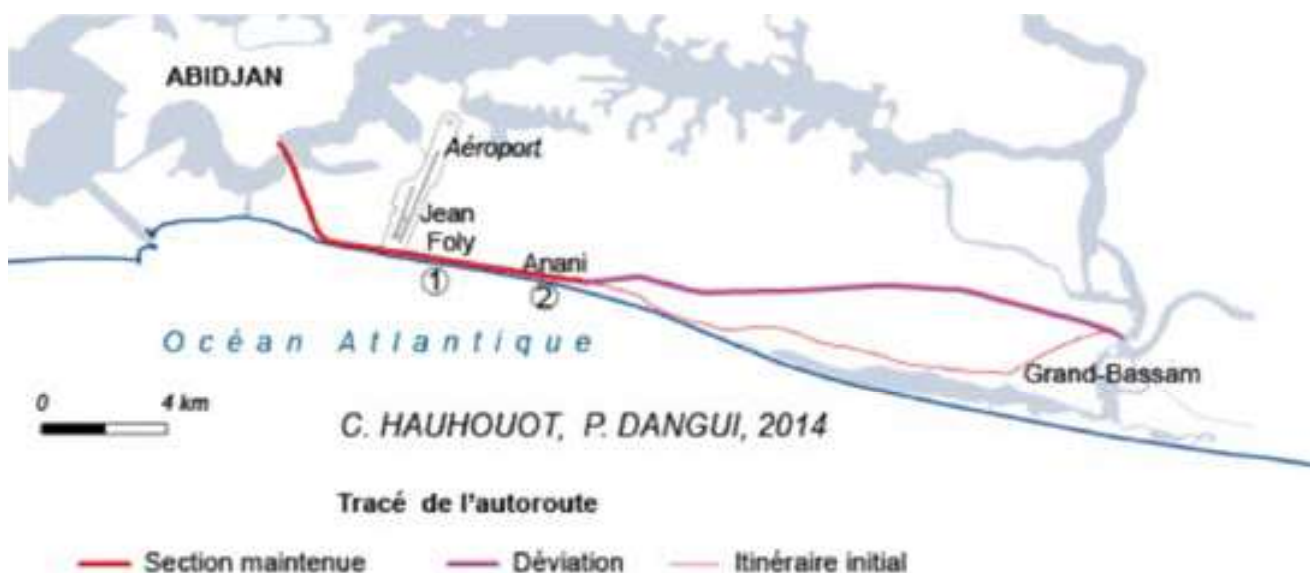 ABIDJAN
Aéroport
Jean
Foly
Anani
1
2
Océan Atlantique
Grand-Bassam
0 4 km
C. HAUHOUOT, P. DANGUI, 2014
Tracé de l'autoroute
Section maintenue Déviation Itinéraire initial